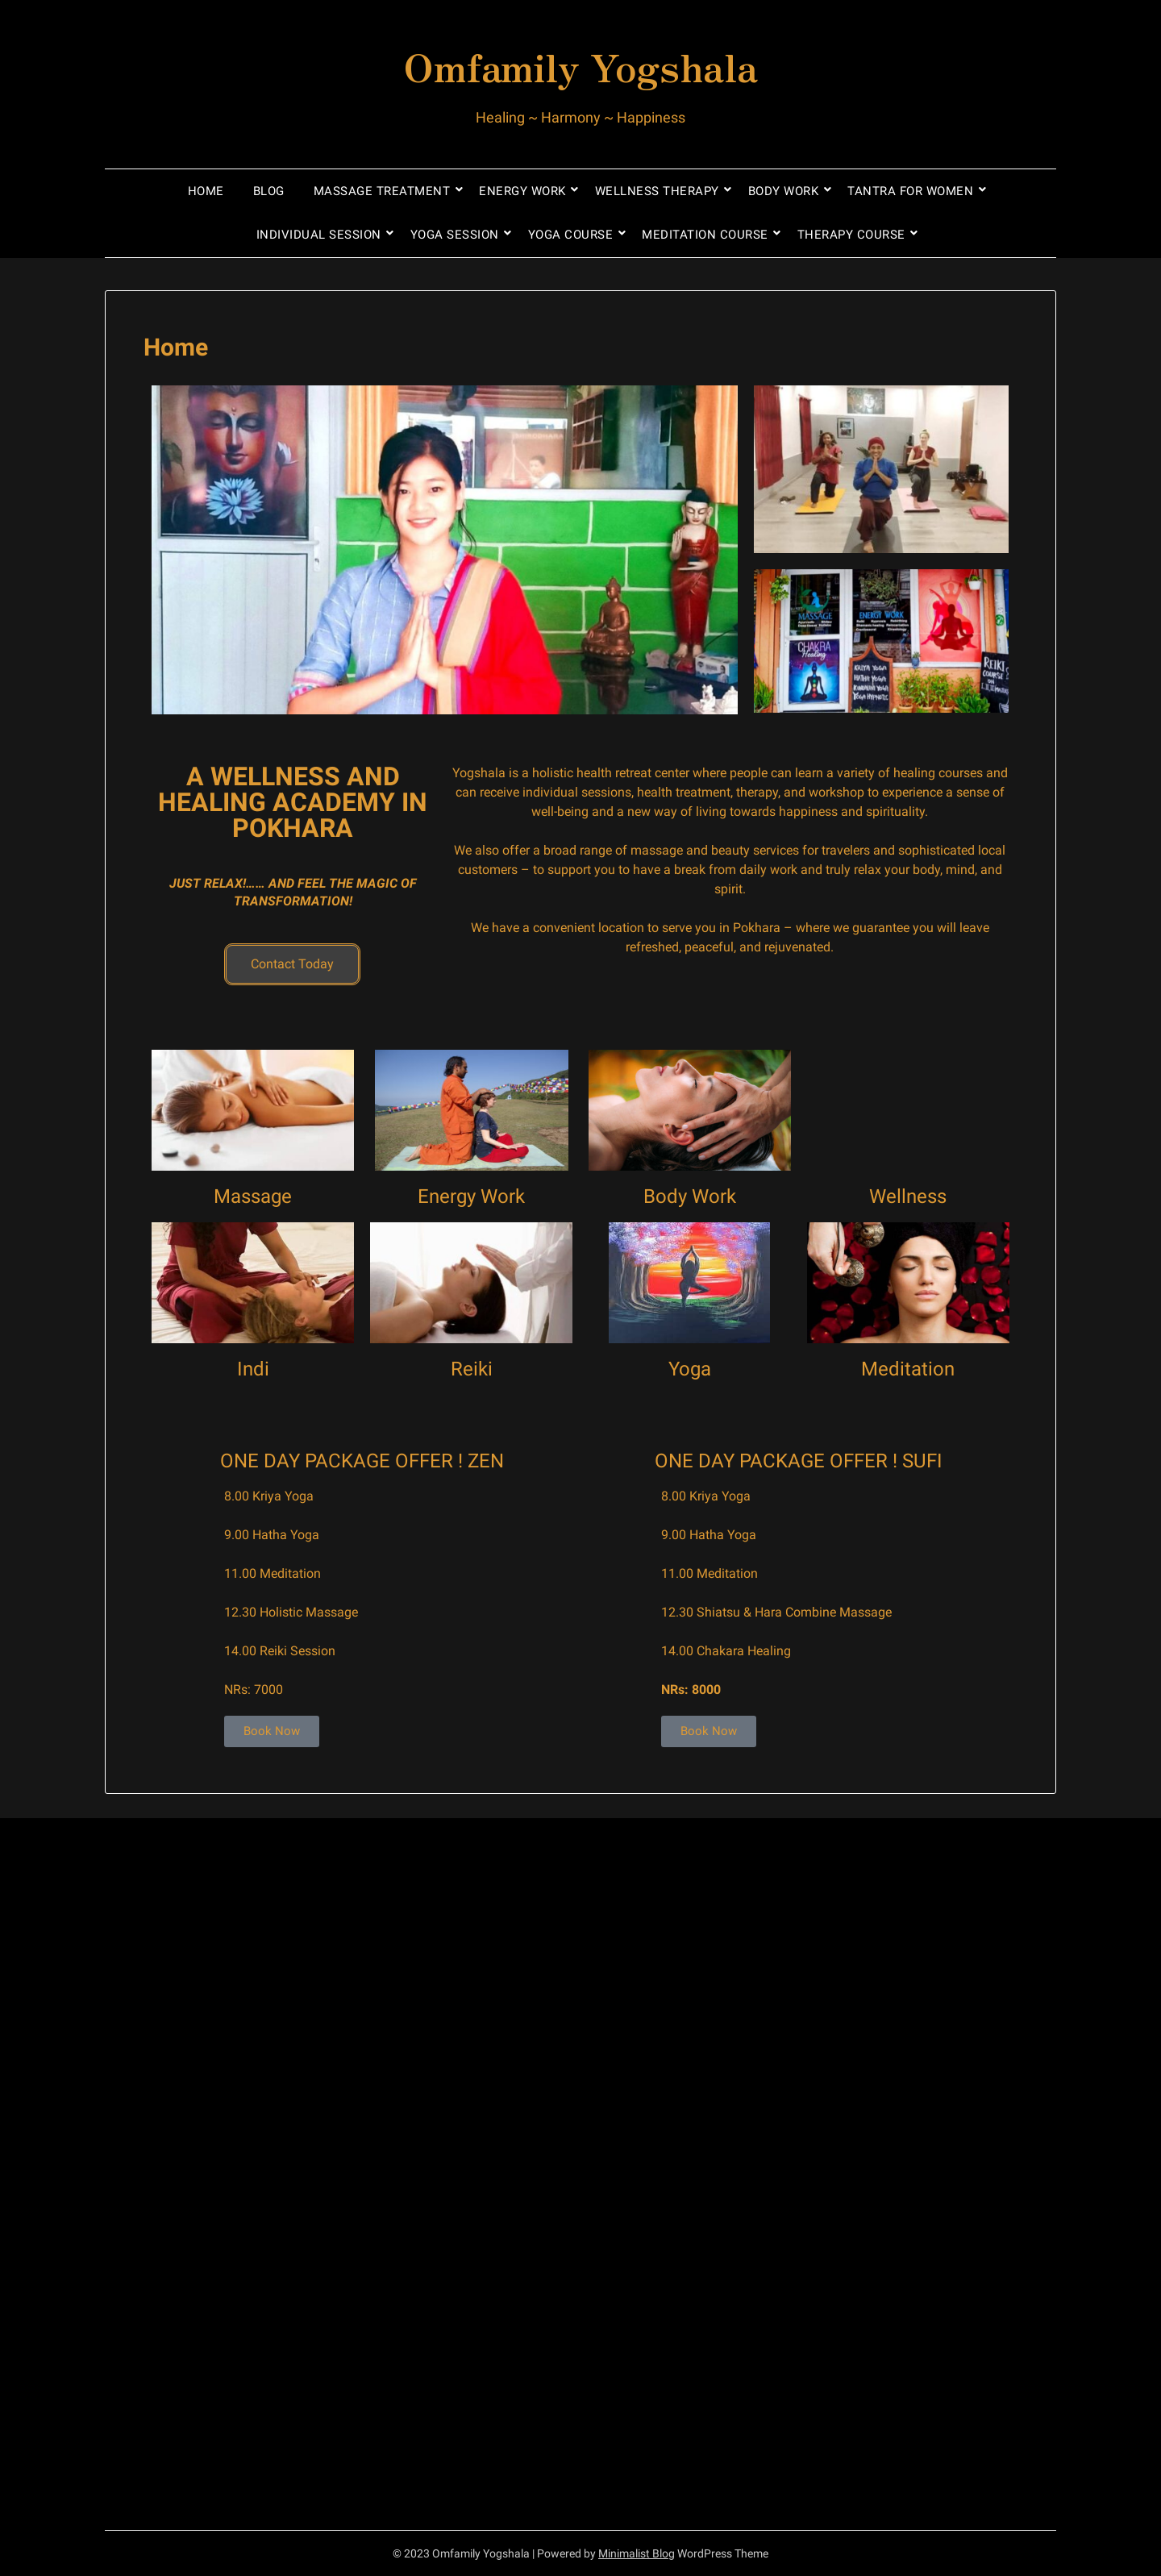 Omfamily Yogshala
Healing ~ Harmony ~ Happiness
HOME BLOG MASSAGE TREATMENT ENERGY WORK WELLNESS THERAPY BODY WORK TANTRA FOR WOMEN
INDIVIDUAL SESSION YOGA SESSION YOGA COURSE MEDITATION COURSE THERAPY COURSE
Home
MASSAGE
ENERGY WORK
CHAKRA
Healing
KRIYA YOGA
HATHA YOGA
REIKI
COURSE
A WELLNESS AND
HEALING ACADEMY IN
POKHARA
JUST RELAX!...... AND FEEL THE MAGIC OF
TRANSFORMATION!
Contact Today
Yogshala is a holistic health retreat center where people can learn a variety of healing courses and
can receive individual sessions, health treatment, therapy, and workshop to experience a sense of
well-being and a new way of living towards happiness and spirituality.
We also offer a broad range of massage and beauty services for travelers and sophisticated local
customers – to support you to have a break from daily work and truly relax your body, mind, and
spirit.
We have a convenient location to serve you in Pokhara – where we guarantee you will leave
refreshed, peaceful, and rejuvenated.
Massage
Energy Work
Body Work
Wellness
Indi
Reiki
Yoga
Meditation
ONE DAY PACKAGE OFFER ! ZEN
8.00 Kriya Yoga
9.00 Hatha Yoga
11.00 Meditation
12.30 Holistic Massage
14.00 Reiki Session
NRs: 7000
Book Now
ONE DAY PACKAGE OFFER ! SUFI
8.00 Kriya Yoga
9.00 Hatha Yoga
11.00 Meditation
12.30 Shiatsu & Hara Combine Massage
14.00 Chakara Healing
NRs: 8000
Book Now
© 2023 Omfamily Yogshala | Powered by Minimalist Blog WordPress Theme